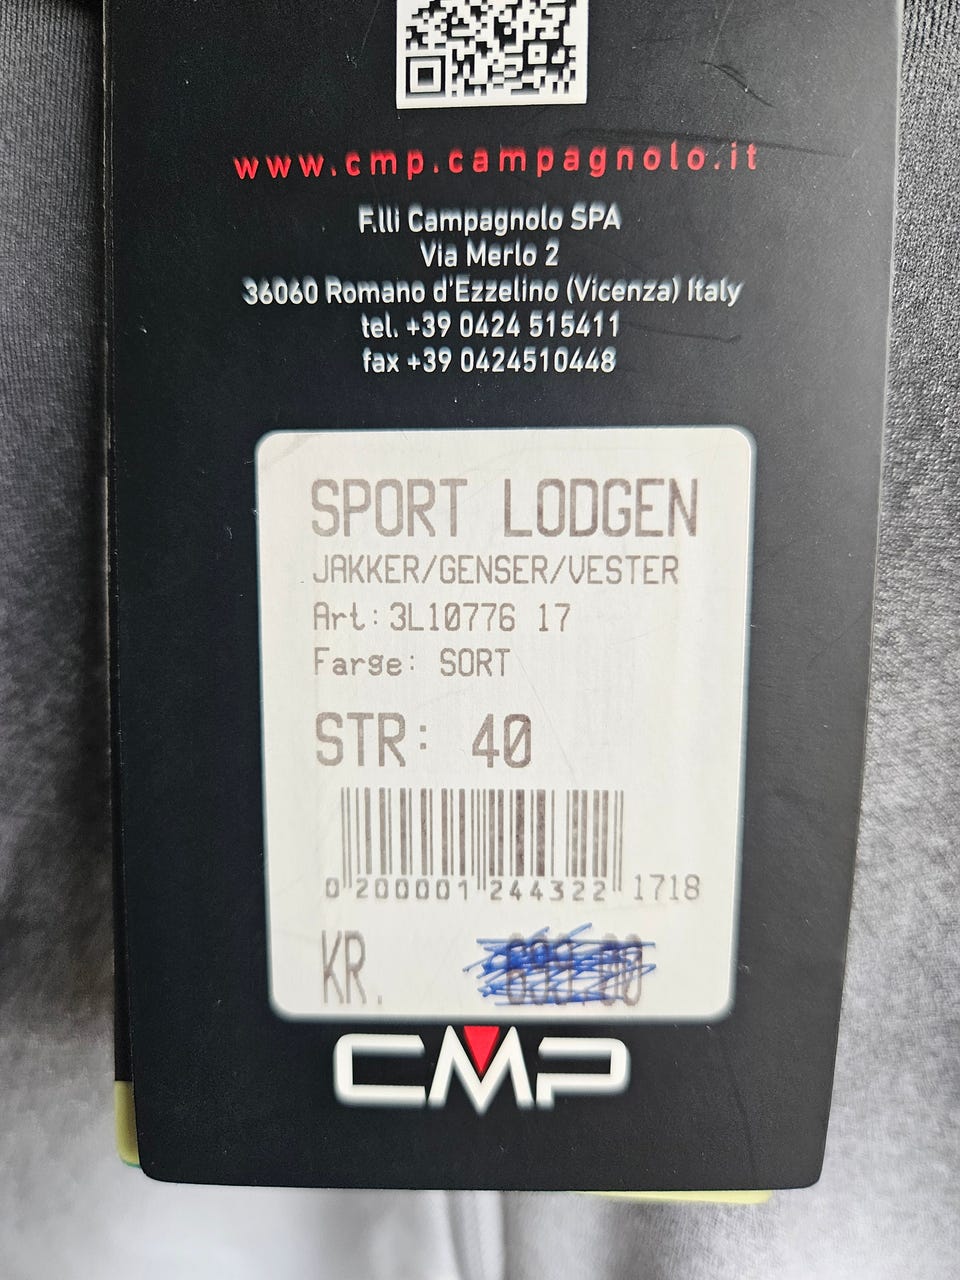 www.cmp.campagnolo.it
F.lli Campagnolo SPA
Via Merlo 2
36060 Romano d'Ezzelino (Vicenza) Italy
tel. +39 0424 515411
fax +39 0424510448
SPORT LODGEN
JAKKER/GENSER/VESTER
Art:3L10776 17
Farge: SORT
STR: 40
0 200001 244322 1718
KR.
CMP